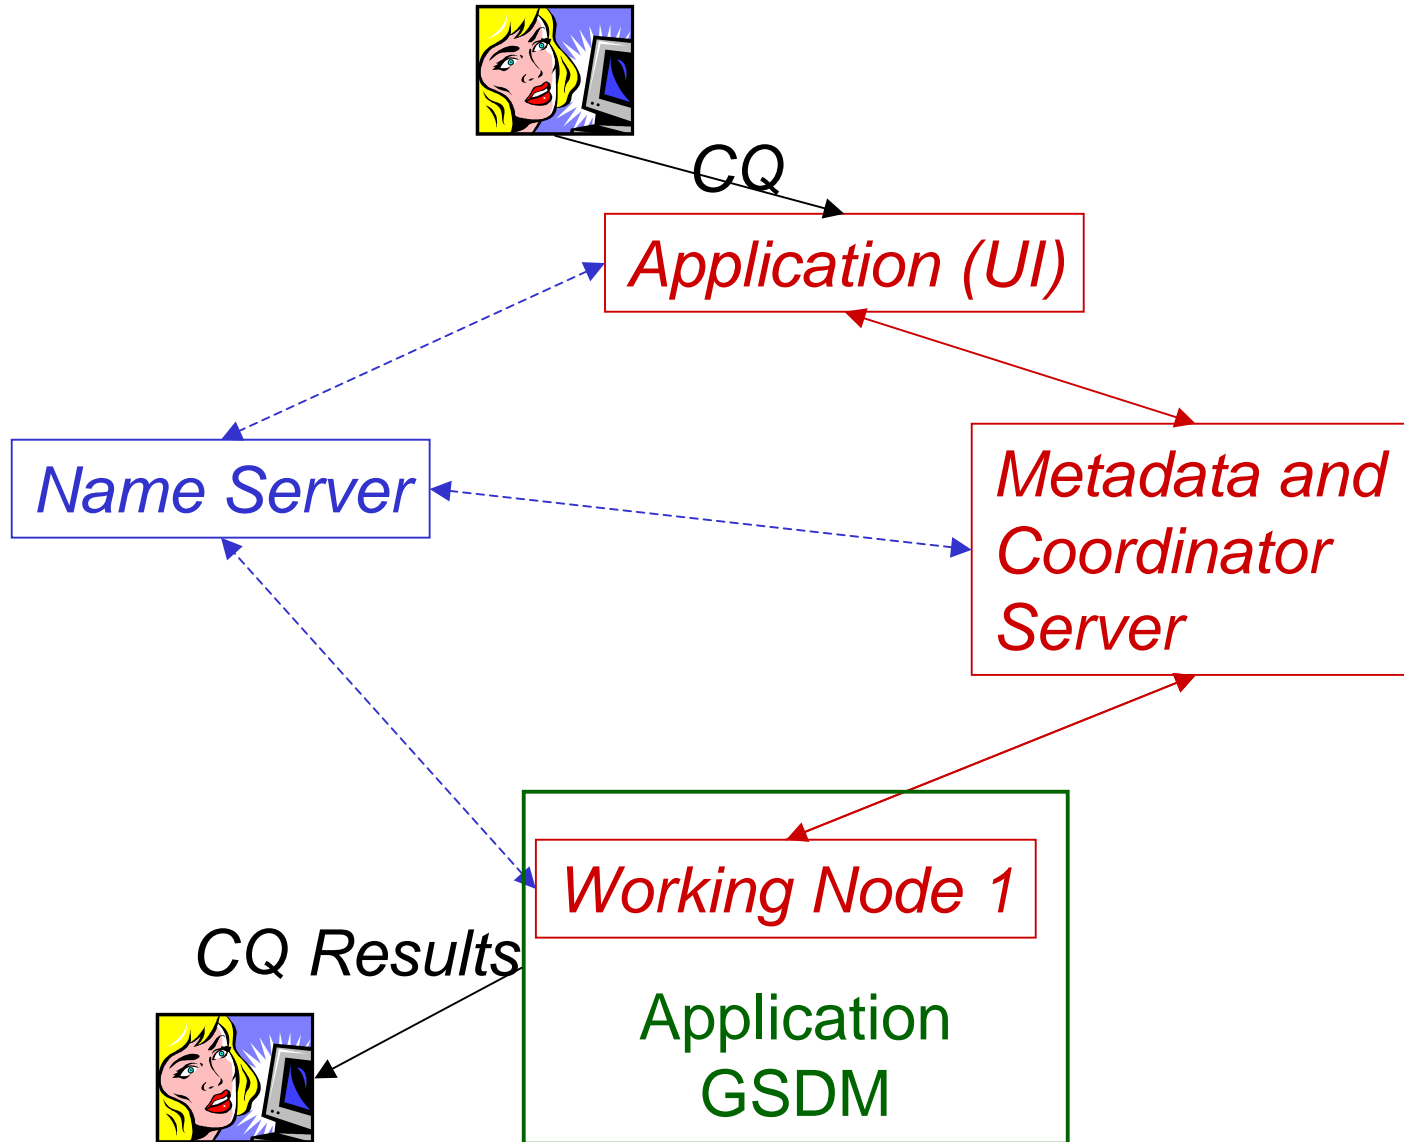 CQ
Application (UI)
Name Server
Metadata and
Coordinator
Server
Working Node 1
CQ Results
Application
GSDM